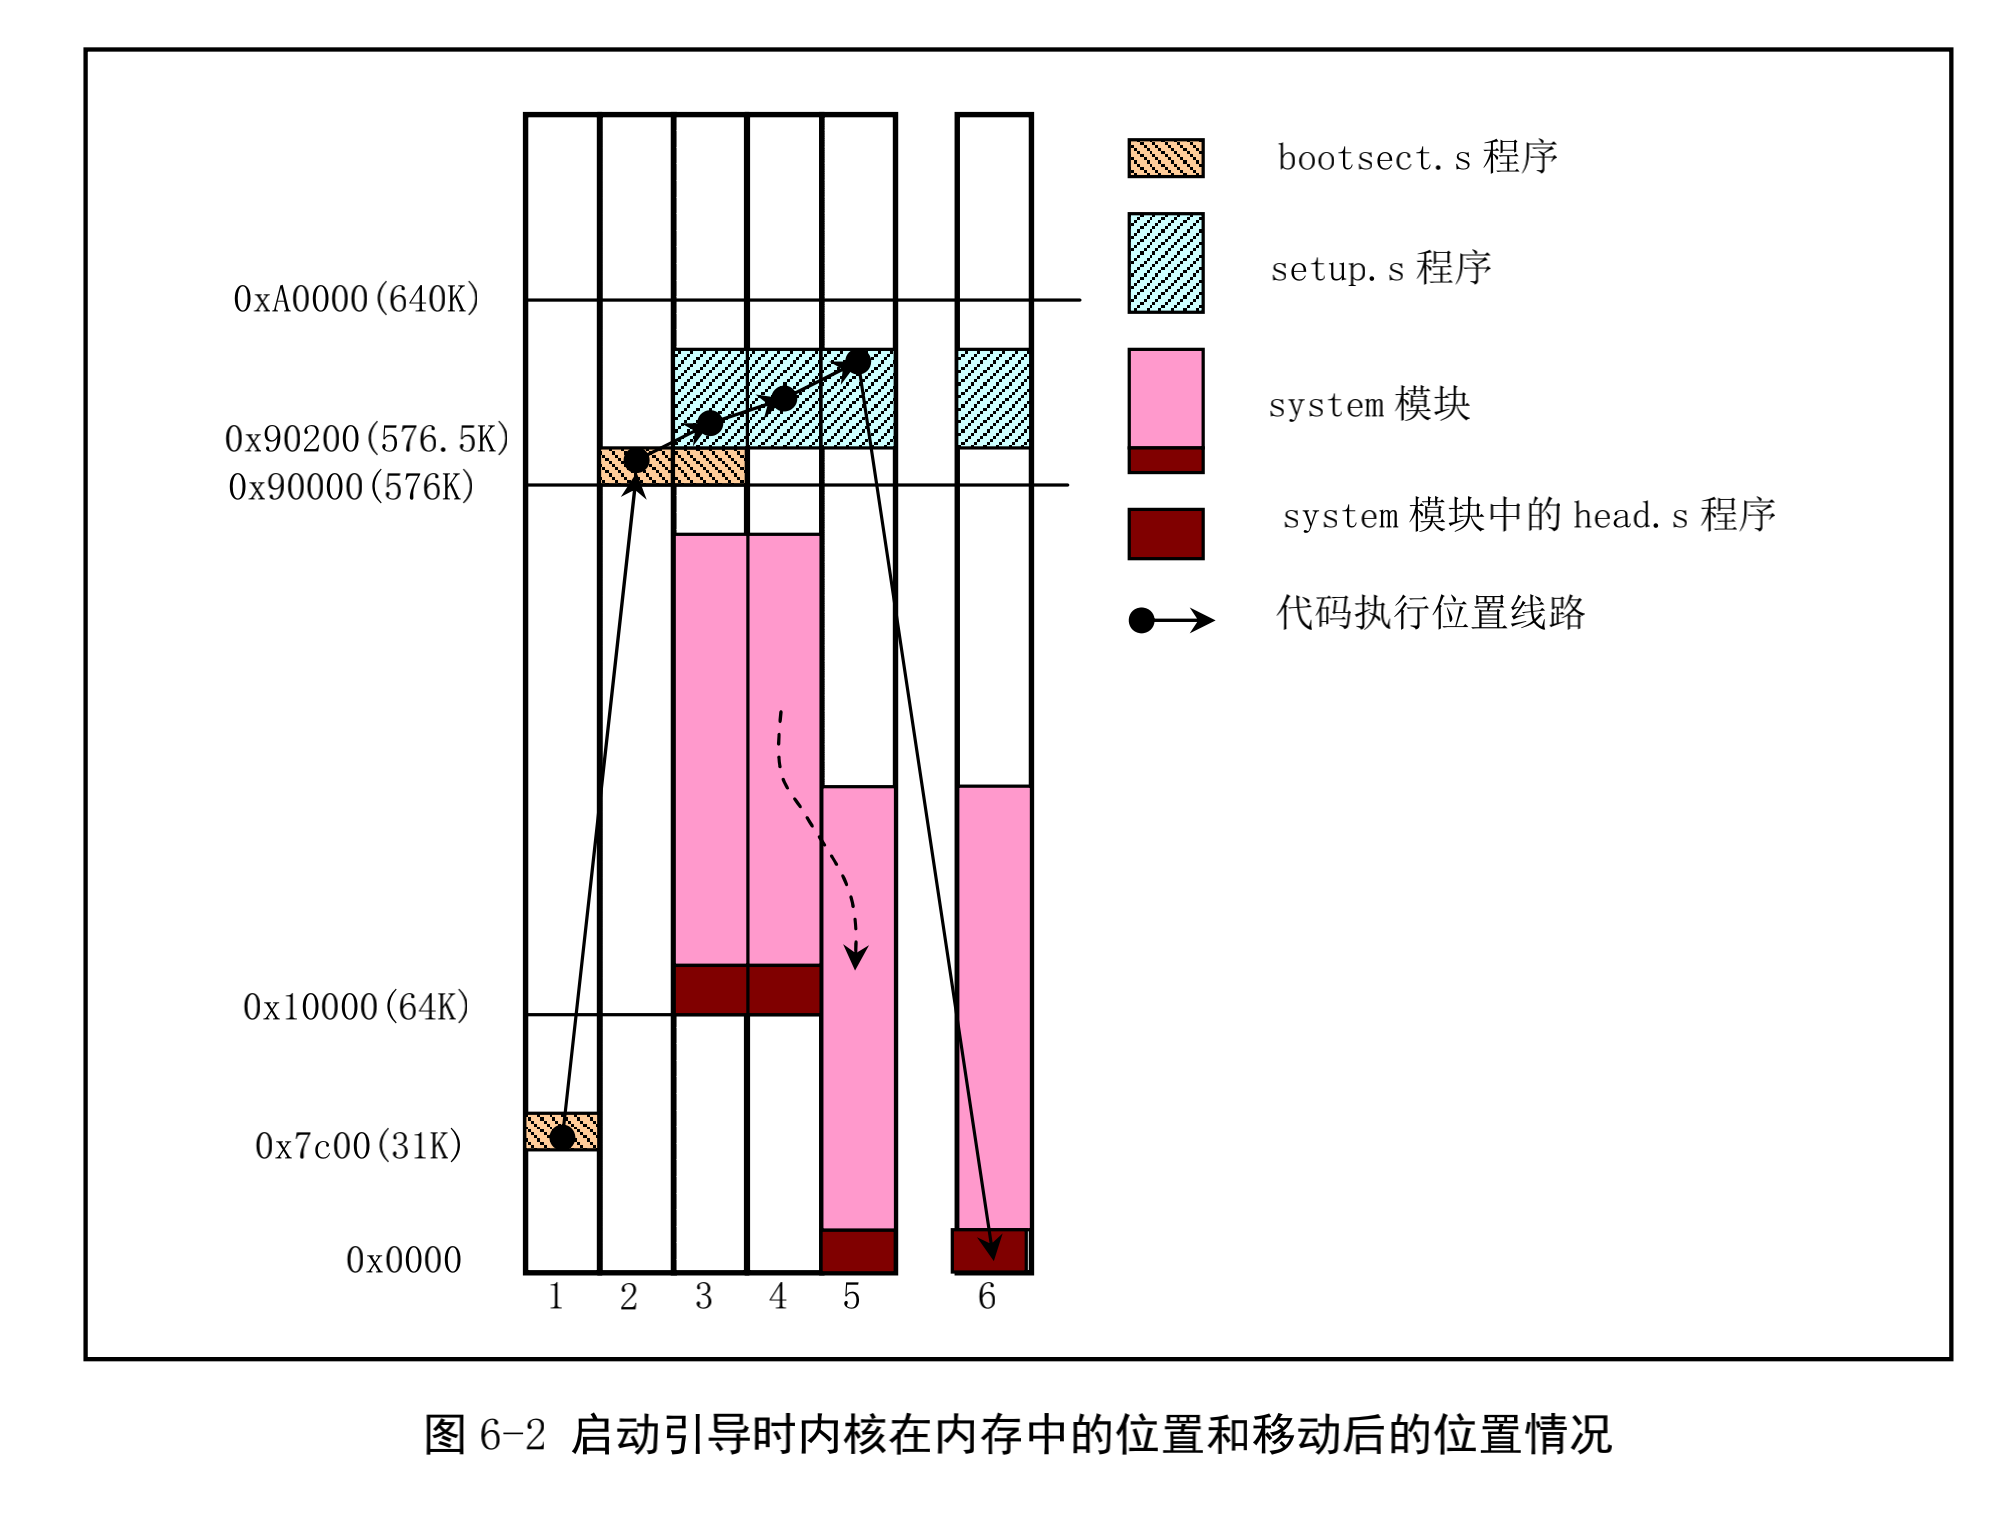 bootsect.s 程序
setup.s 程序
0xA0000(640K)
system 模块
0x90200(576.5K)
0x90000(576K)
system 模块中的 head.s 程序
代码执行位置线路
0x10000(64K)
0x7c00(31K)
0x0000
1 2 3 4 5 6
图 6-2 启动引导时内核在内存中的位置和移动后的位置情况